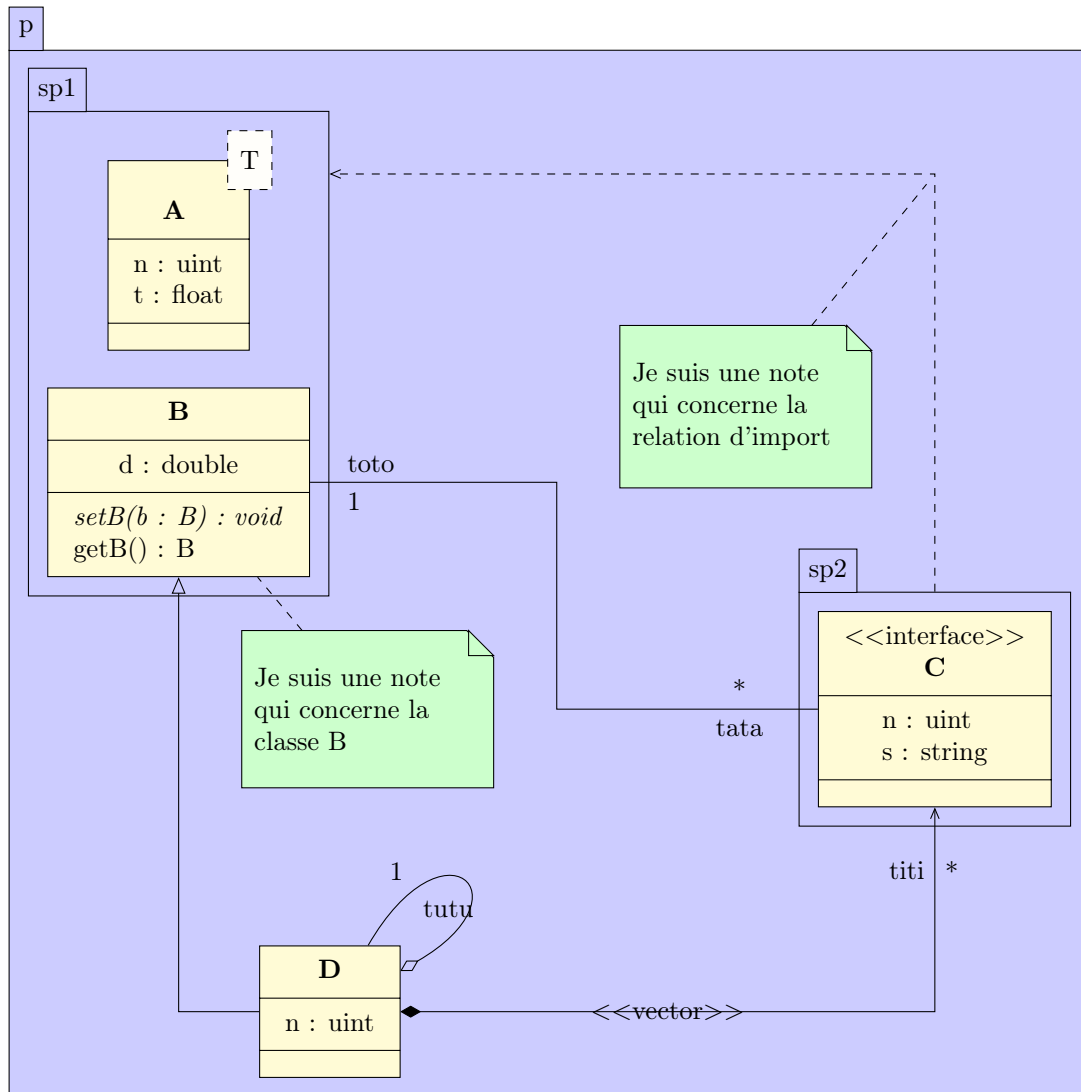 p
sp1
T
A
n : uint
t : float
Je suis une note
qui concerne la
relation d'import
B
d : double
setB(b : B) : void
getB() : B
toto
1
sp2
<<interface>>
C
n : uint
s : string
*
tata
Je suis une note
qui concerne la
classe B
titi
*
1
tutu
D
n : uint
<<vector>>